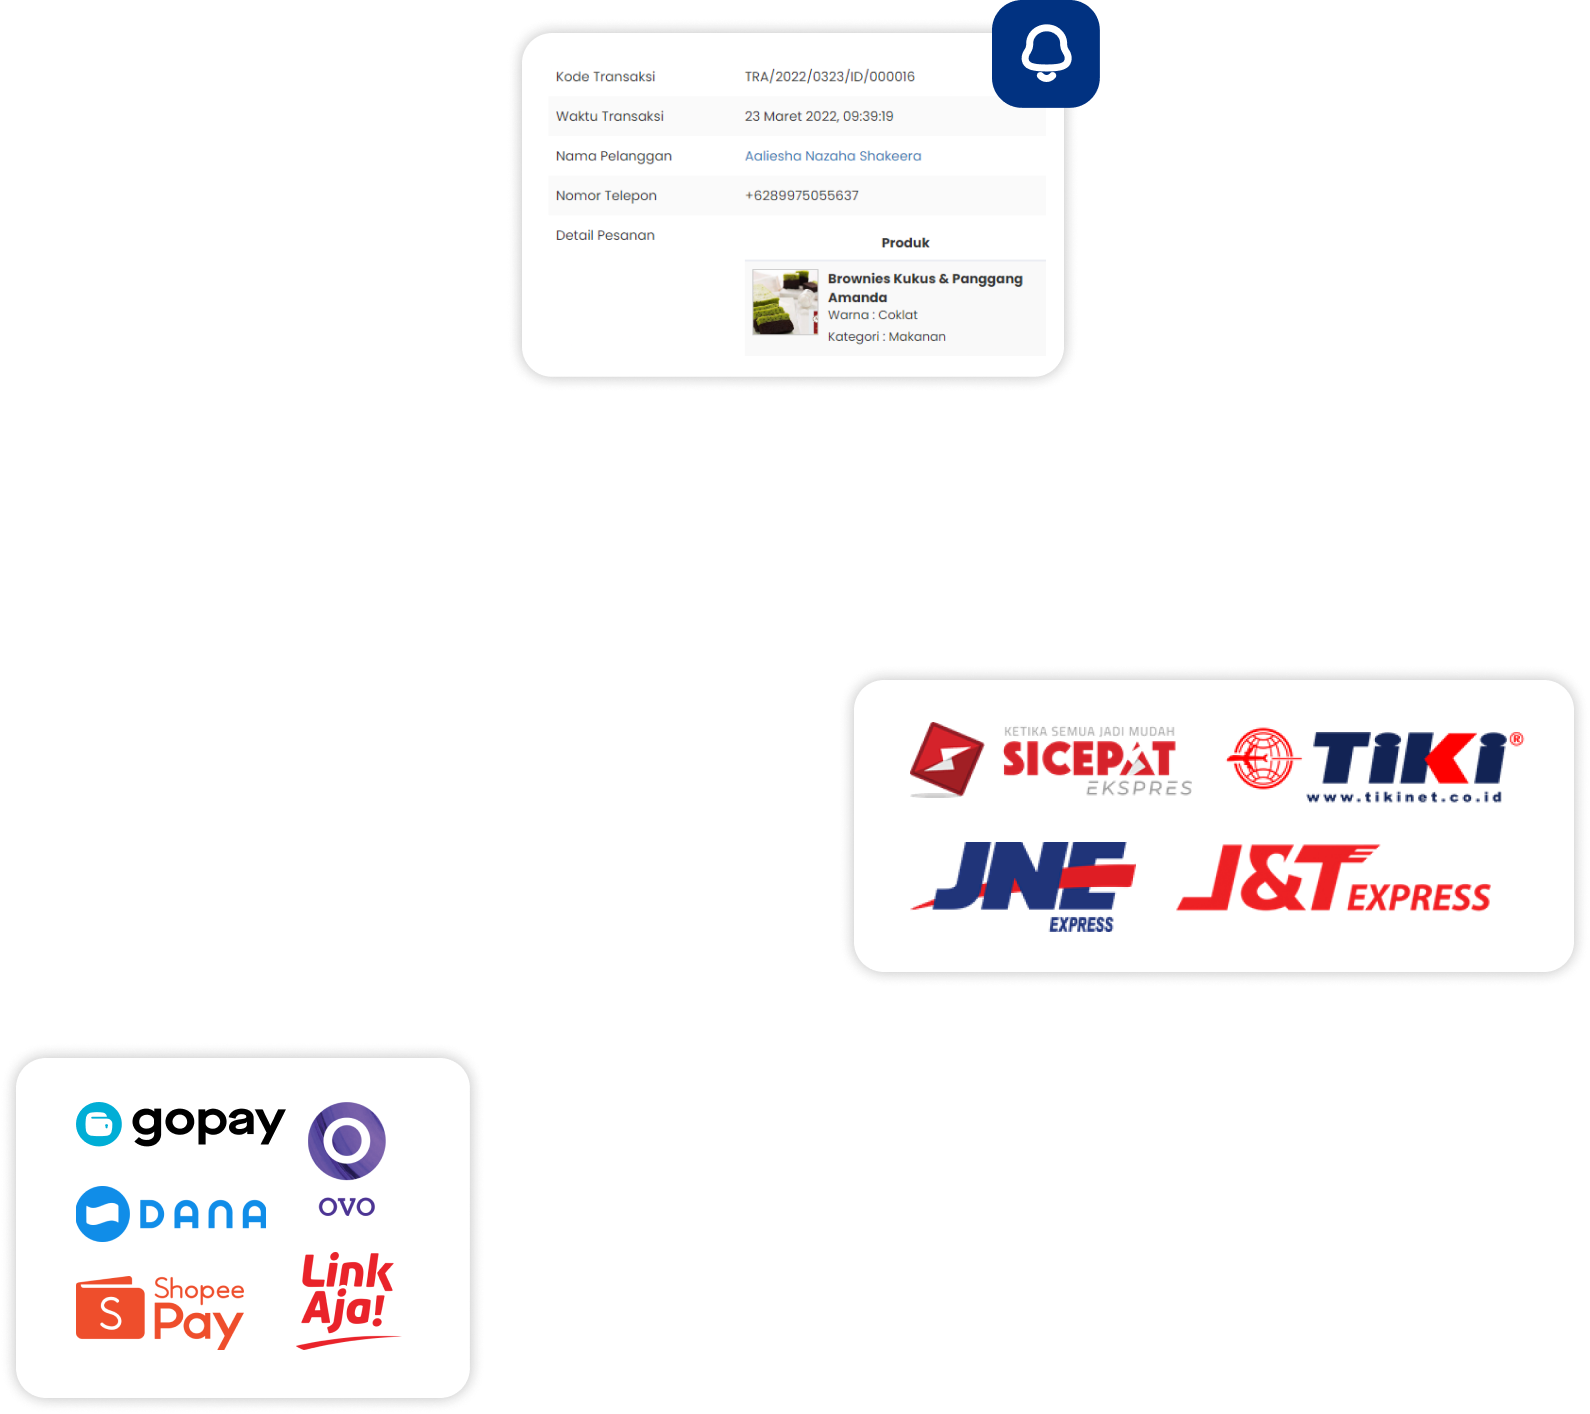 Kode Transaksi TRA/2022/0323/ID/000016
Waktu Transaksi 23 Maret 2022, 09:39:19
Nama Pelanggan Aaliesha Nazaha Shakeera
Nomor Telepon +6289975055637
Detail Pesanan
Produk
Brownies Kukus & Panggang
Amanda
Warna : Coklat
Kategori : Makanan
KETIKA SEMUA JADI MUDAH
SICEPAT
EKSPRES
TIKI®
www.tikinet.co.id
JNE
EXPRESS
J&T EXPRESS
gopay
OVO
DANA
S Shopee
Pay
Link
Aja!